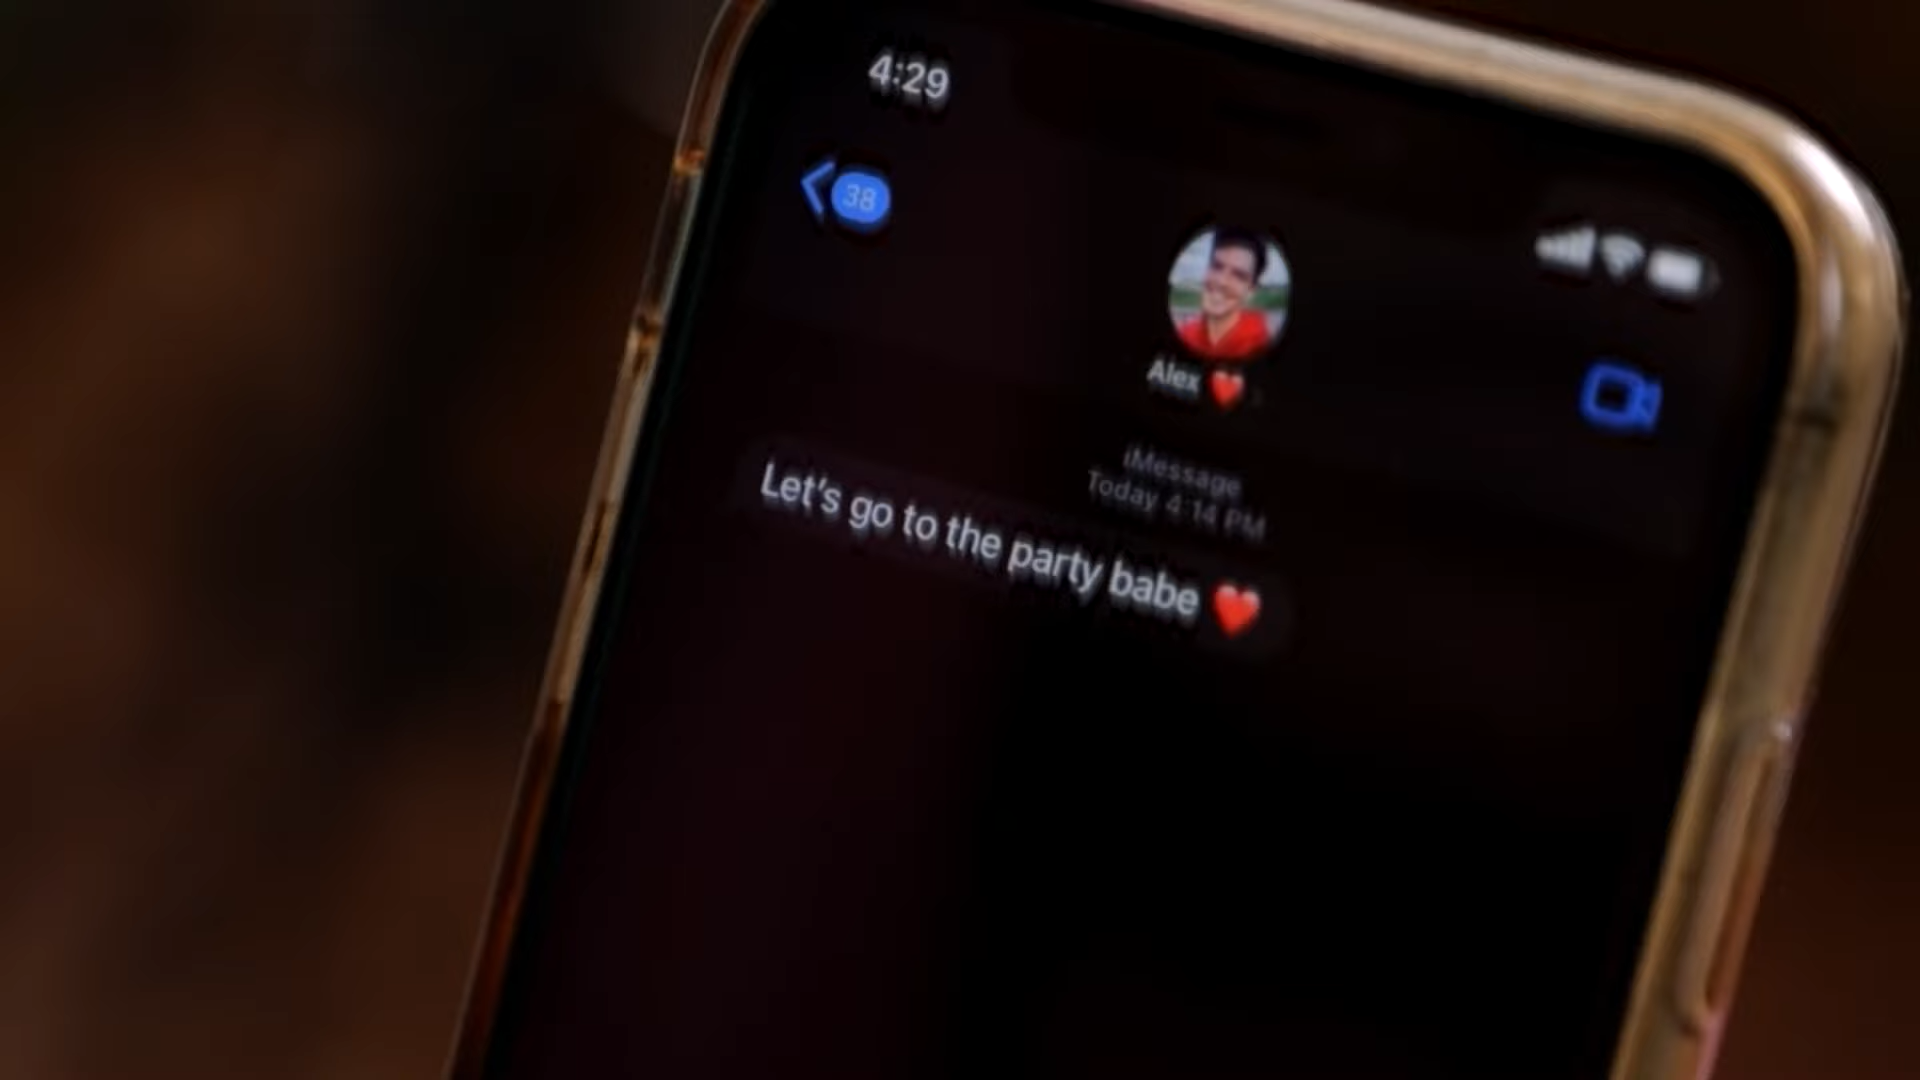 4:29
38
Alex ❤️
iMessage
Today 4:14 PM
Let's go to the party babe ❤️